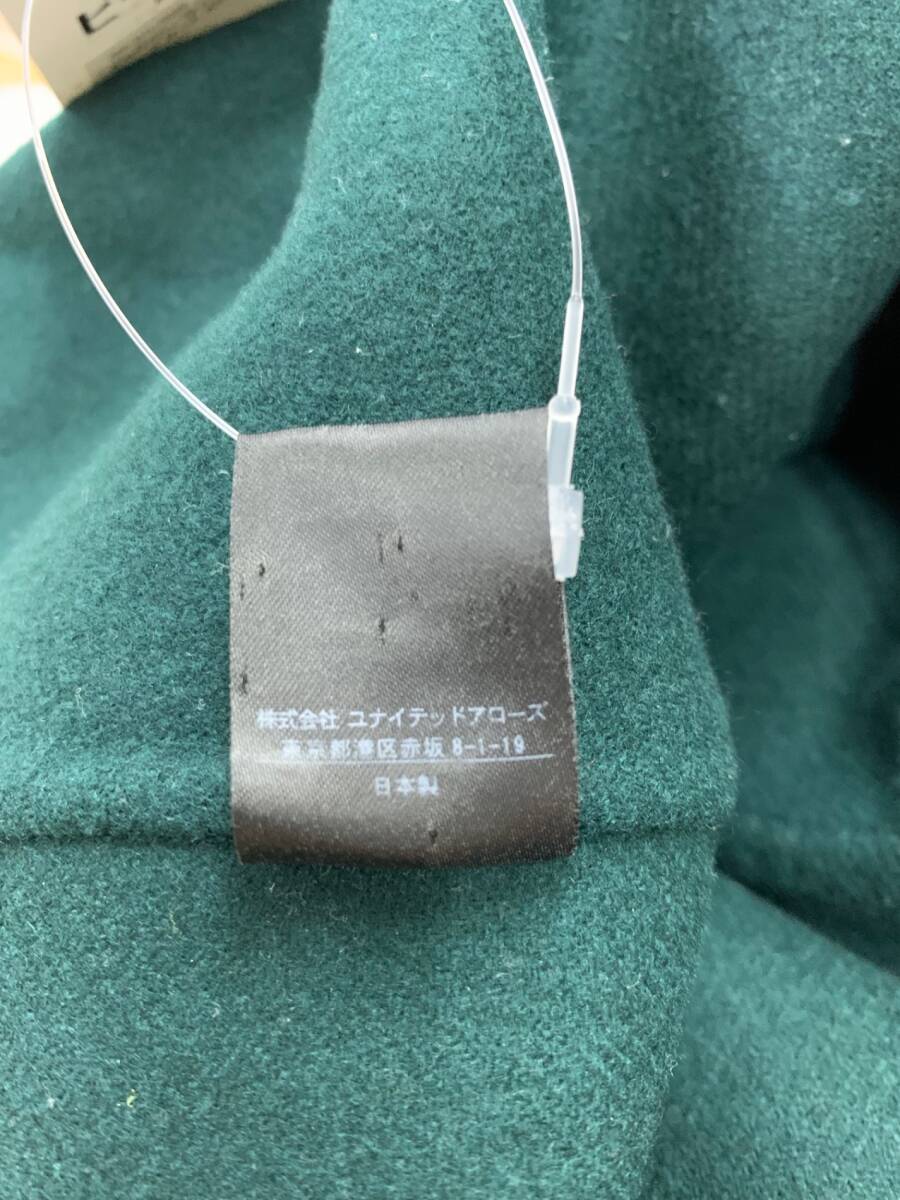 株式会社 ユナイテッドアローズ
東京都港区赤坂 8-1-19
日本製